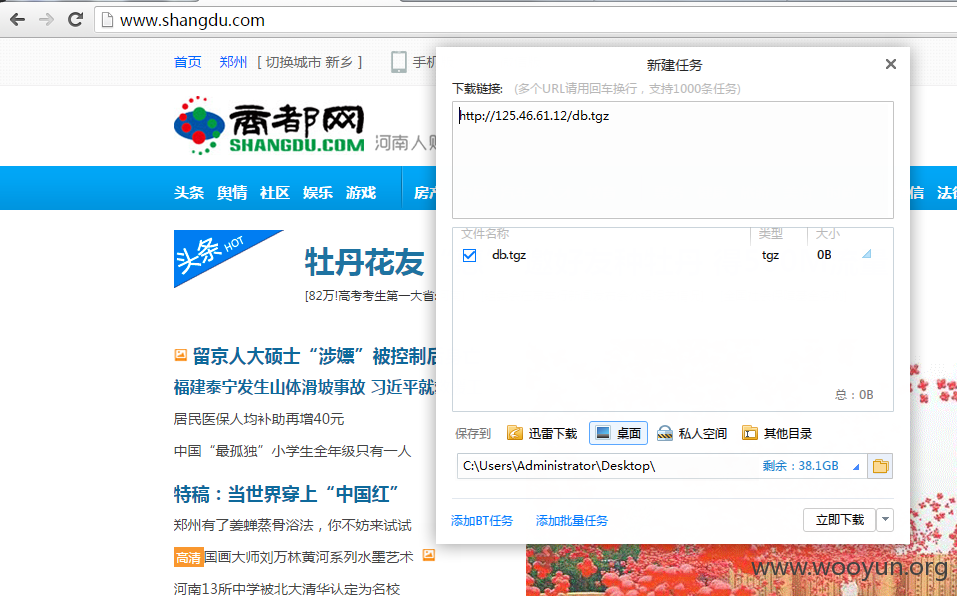 www.shangdu.com
首页 郑州 [ 切换城市 新乡 ] 手机
新建任务
下载链接: (多个URL请用回车换行，支持1000条任务)
http://125.46.61.12/db.tgz
商都网
SHANGDU.COM 河南人
头条 舆情 社区 娱乐 游戏 房产
信 法律
文件名称 类型 大小
db.tgz tgz 0B
头条 HOT
牡丹花友
[82万!高考考生第一大省
留京人大硕士“涉嫖”被控制后
福建泰宁发生山体滑坡事故 习近平就
总：0B
居民医保人均补助再增40元
保存到 迅雷下载 桌面 私人空间 其他目录
中国“最孤独”小学生全年级只有一人
C:\Users\Administrator\Desktop\ 剩余：38.1GB
特稿：当世界穿上“中国红”
添加BT任务 添加批量任务 立即下载
郑州有了姜蝉蒸骨浴法，你不妨来试试
高清 国画大师刘万林黄河系列水墨艺术
河南13所中学被北大清华认定为名校
www.wooyun.org